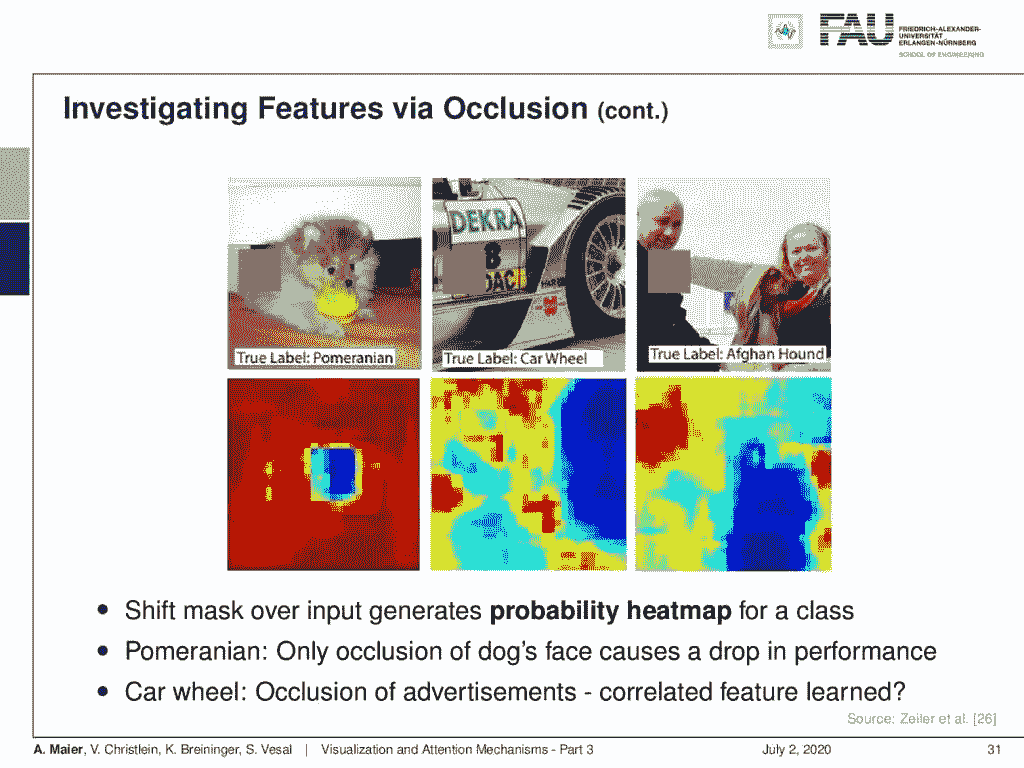 FAU
FRIEDRICH-ALEXANDER-
UNIVERSITÄT
ERLANGEN-NÜRNBERG
SCHOOL OF ENGINEERING
Investigating Features via Occlusion (cont.)
DEKRA
8
DAC
True Label: Pomeranian
True Label: Car Wheel
True Label: Afghan Hound
• Shift mask over input generates probability heatmap for a class
• Pomeranian: Only occlusion of dog's face causes a drop in performance
• Car wheel: Occlusion of advertisements - correlated feature learned?
Source: Zeiler et al. [26]
A. Maier, V. Christlein, K. Breininger, S. Vesal | Visualization and Attention Mechanisms - Part 3 July 2, 2020 31